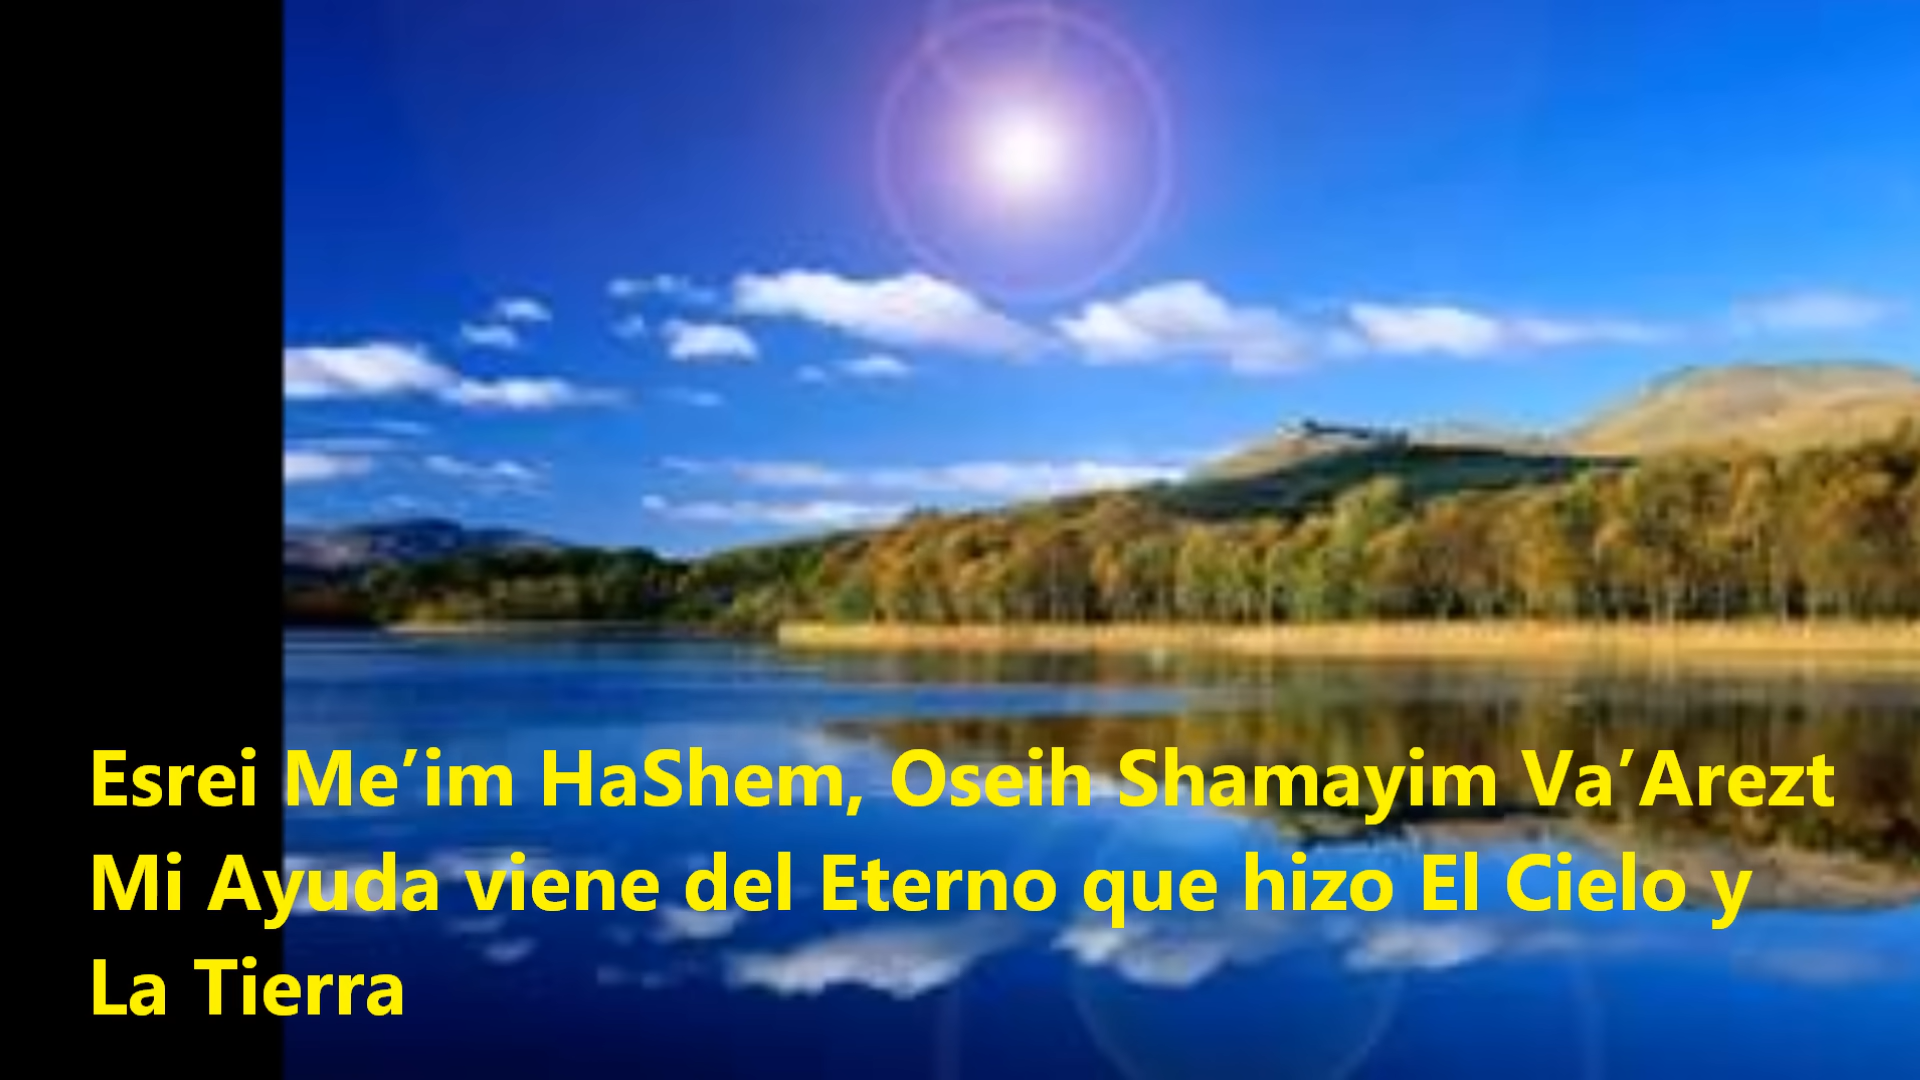 Esrei Me’im HaShem, Oseih Shamayim Va’Arezt
Mi Ayuda viene del Eterno que hizo El Cielo y
La Tierra